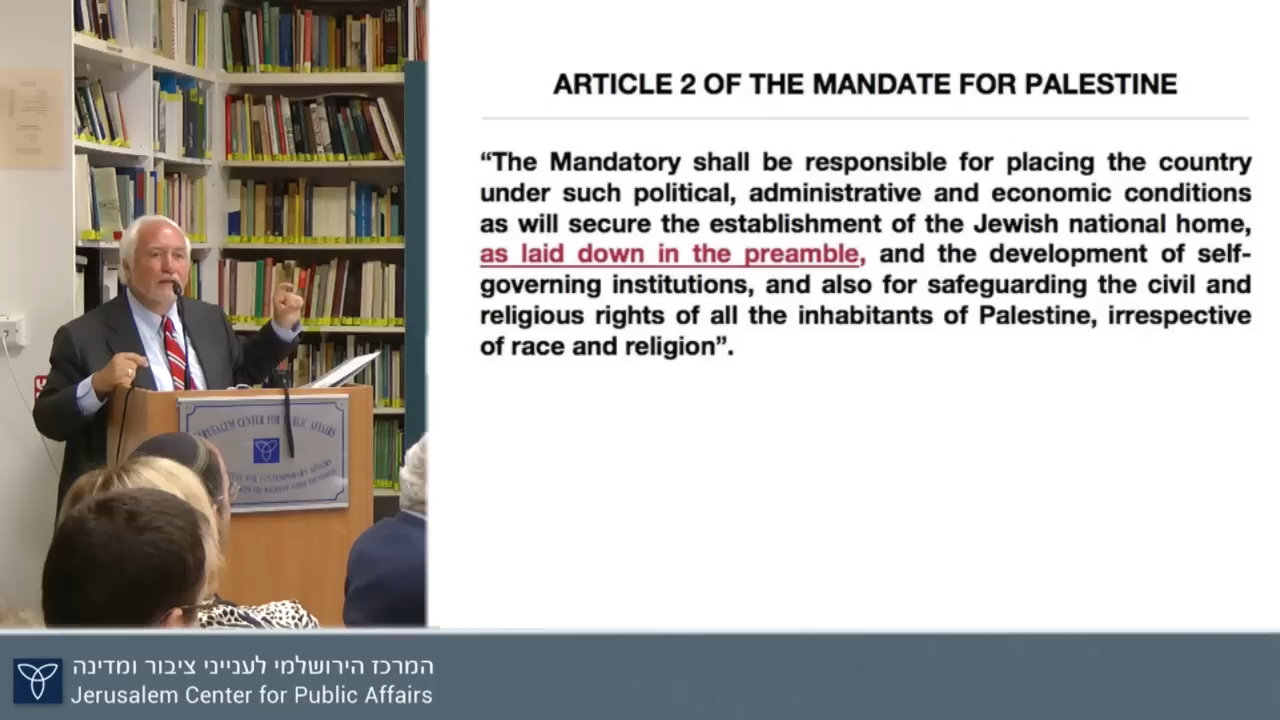 ARTICLE 2 OF THE MANDATE FOR PALESTINE
“The Mandatory shall be responsible for placing the country
under such political, administrative and economic conditions
as will secure the establishment of the Jewish national home,
as laid down in the preamble, and the development of self-
governing institutions, and also for safeguarding the civil and
religious rights of all the inhabitants of Palestine, irrespective
of race and religion”.
JERUSALEM CENTER FOR PUBLIC AFFAIRS
FOR CONTEMPORARY AFFAIRS
המרכז הירושלמי לענייני ציבור ומדינה
Jerusalem Center for Public Affairs